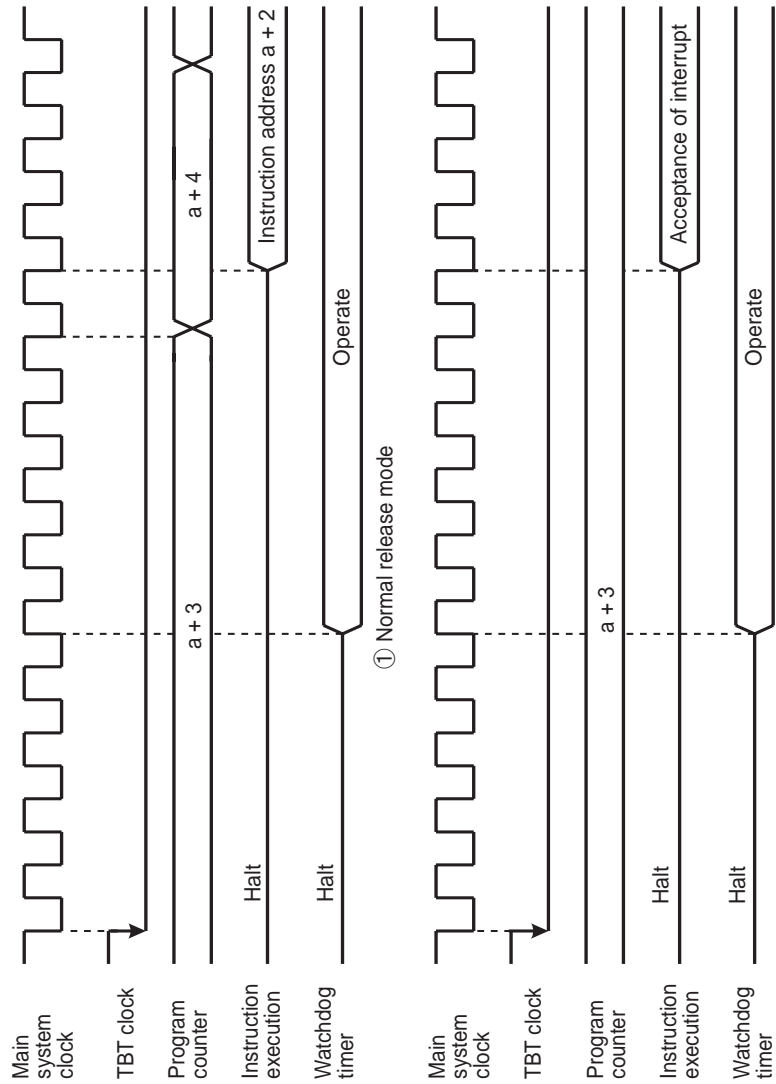 Main
system
clock
TBT clock
Program
counter
a + 3
a + 4
Instruction
execution
Halt
Instruction address a + 2
Watchdog
timer
Halt
Operate
① Normal release mode
Main
system
clock
TBT clock
Program
counter
a + 3
Instruction
execution
Halt
Acceptance of interrupt
Watchdog
timer
Halt
Operate